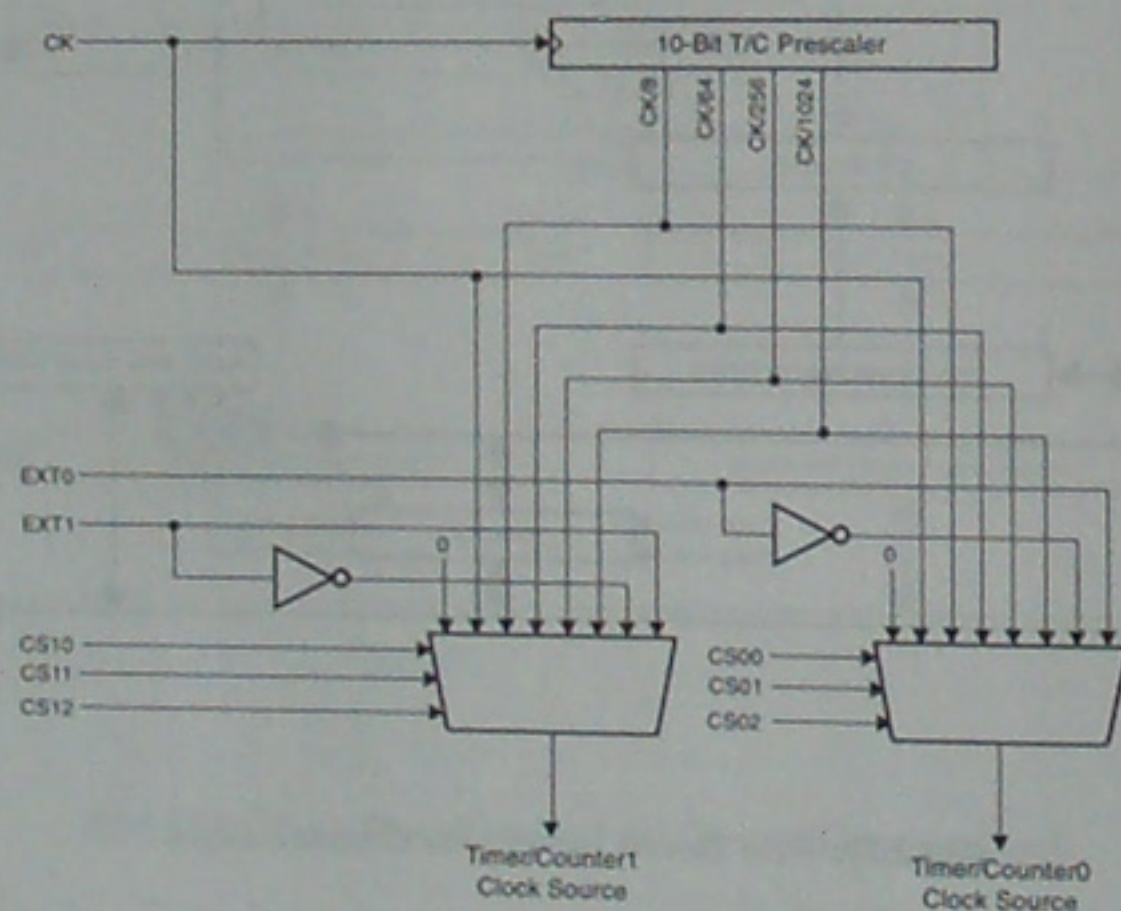 CK
10-Bit T/C Prescaler
CK/8
CK/64
CK/256
CK/1024
EXT0
EXT1
0
0
CS10
CS11
CS12
CS00
CS01
CS02
Timer/Counter1
Clock Source
Timer/Counter0
Clock Source